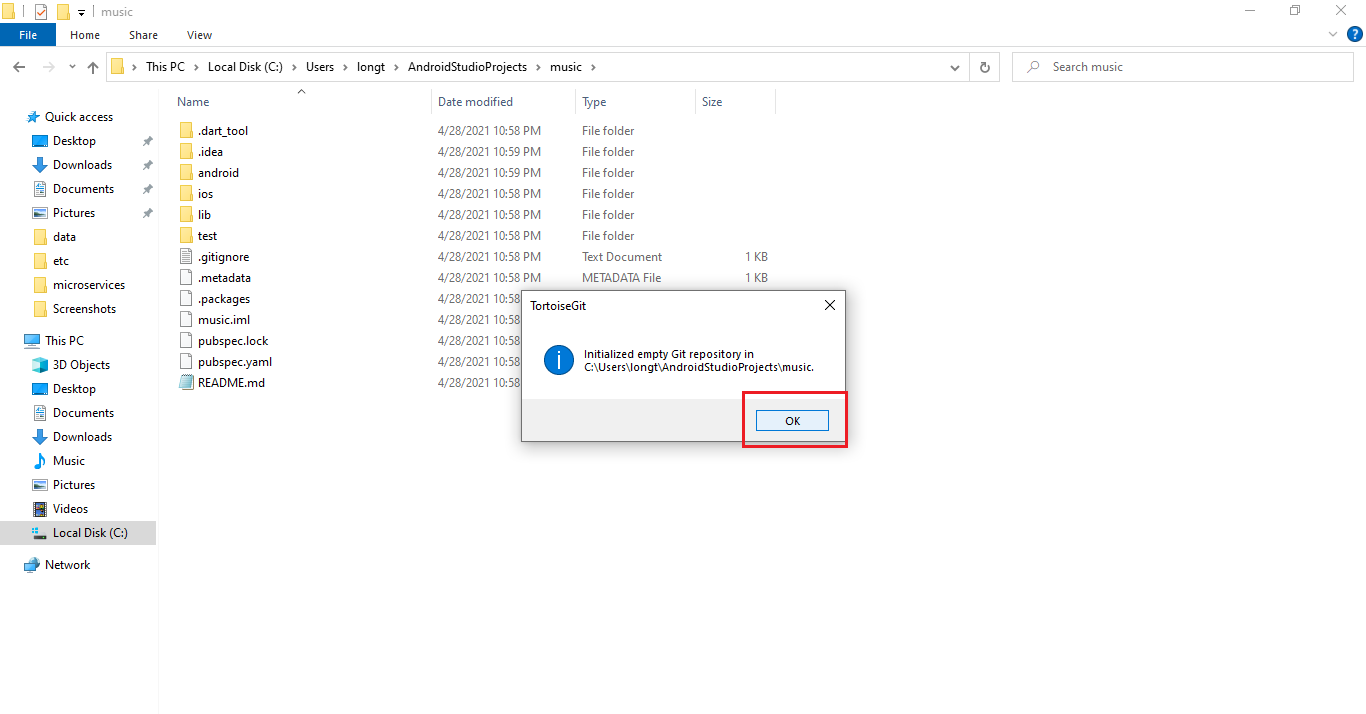 music
File Home Share View
This PC Local Disk (C:) Users longt AndroidStudioProjects music
Search music
Name Date modified Type Size
Quick access
Desktop
Downloads
Documents
Pictures
data
etc
microservices
Screenshots
This PC
3D Objects
Desktop
Documents
Downloads
Music
Pictures
Videos
Local Disk (C:)
Network
.dart_tool 4/28/2021 10:58 PM File folder
.idea 4/28/2021 10:59 PM File folder
android 4/28/2021 10:58 PM File folder
ios 4/28/2021 10:58 PM File folder
lib 4/28/2021 10:58 PM File folder
test 4/28/2021 10:58 PM File folder
.gitignore 4/28/2021 10:58 PM Text Document 1 KB
.metadata 4/28/2021 10:58 PM METADATA File 1 KB
.packages 4/28/2021 10:58
music.iml 4/28/2021 10:58
pubspec.lock 4/28/2021 10:58
pubspec.yaml 4/28/2021 10:58
README.md 4/28/2021 10:58
TortoiseGit
Initialized empty Git repository in
C:\Users\longt\AndroidStudioProjects\music.
OK